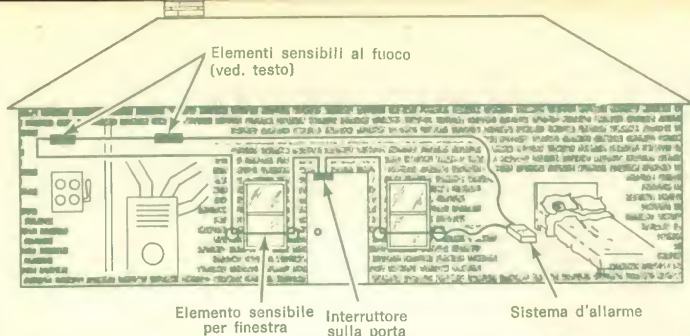 Elementi sensibili al fuoco
(ved. testo)
Elemento sensibile
per finestra
Interruttore
sulla porta
Sistema d'allarme